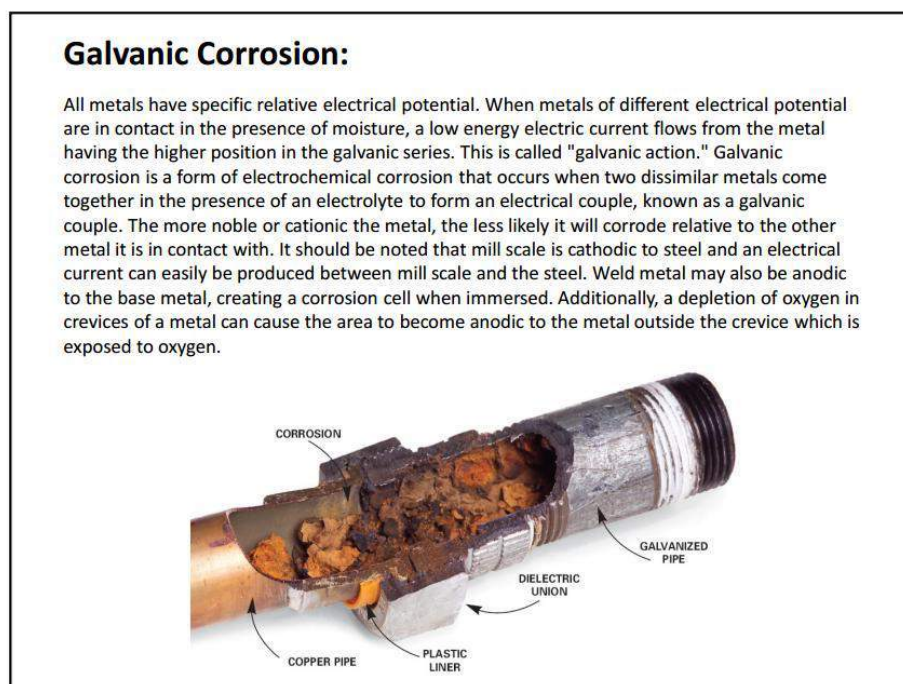 Galvanic Corrosion:
All metals have specific relative electrical potential. When metals of different electrical potential
are in contact in the presence of moisture, a low energy electric current flows from the metal
having the higher position in the galvanic series. This is called "galvanic action." Galvanic
corrosion is a form of electrochemical corrosion that occurs when two dissimilar metals come
together in the presence of an electrolyte to form an electrical couple, known as a galvanic
couple. The more noble or cationic the metal, the less likely it will corrode relative to the other
metal it is in contact with. It should be noted that mill scale is cathodic to steel and an electrical
current can easily be produced between mill scale and the steel. Weld metal may also be anodic
to the base metal, creating a corrosion cell when immersed. Additionally, a depletion of oxygen in
crevices of a metal can cause the area to become anodic to the metal outside the crevice which is
exposed to oxygen.
CORROSION
GALVANIZED
PIPE
DIELECTRIC
UNION
PLASTIC
LINER
COPPER PIPE